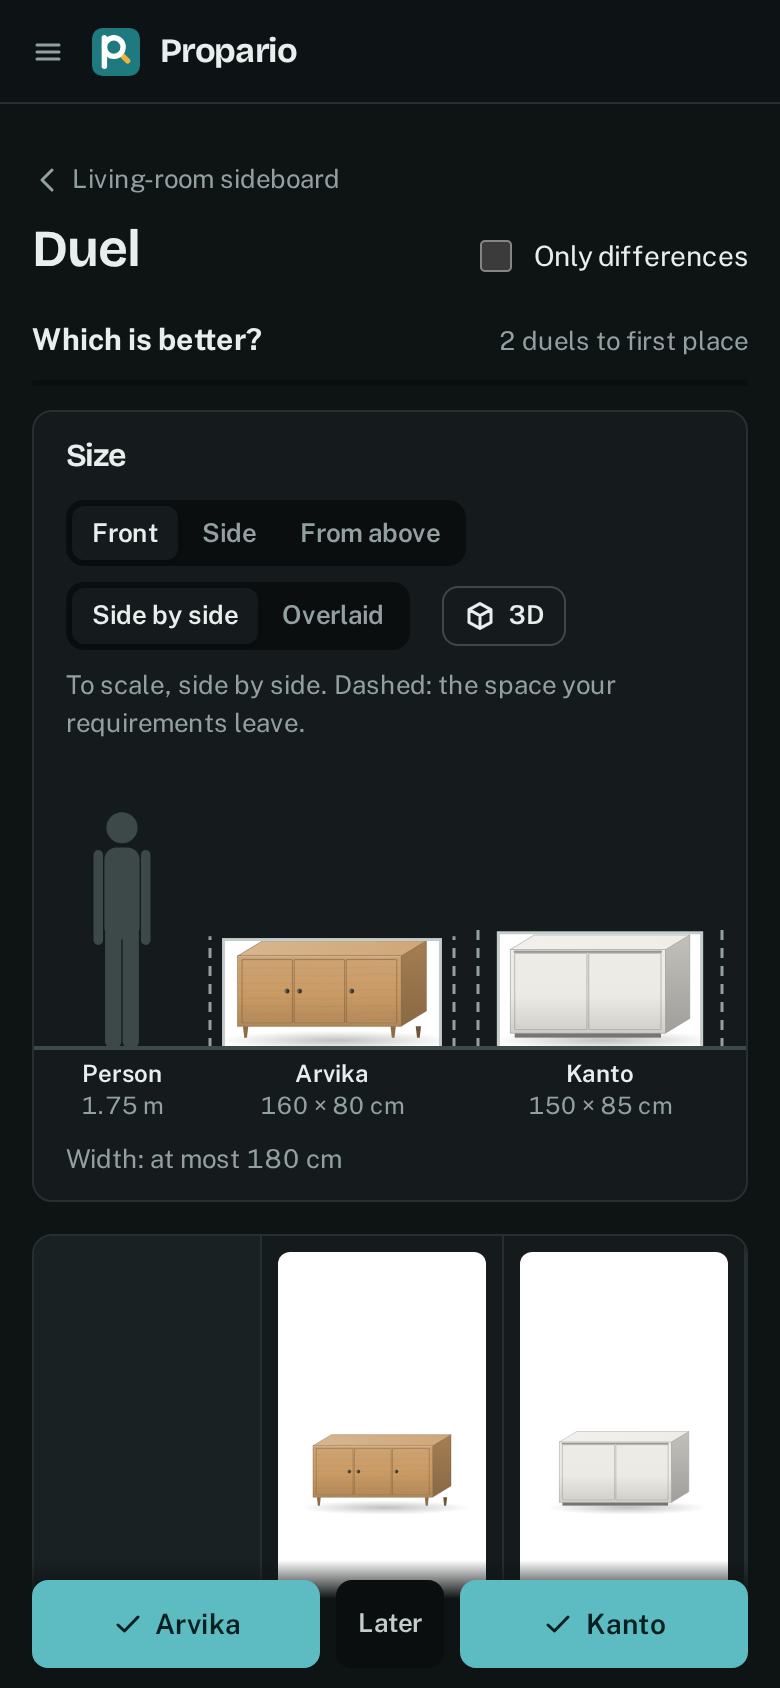 Propario
Living-room sideboard
Duel
Only differences
Which is better?
2 duels to first place
Size
Front Side From above
Side by side Overlaid 3D
To scale, side by side. Dashed: the space your
requirements leave.
Person Arvika Kanto
1.75 m 160 × 80 cm 150 × 85 cm
Width: at most 180 cm
Arvika Later Kanto